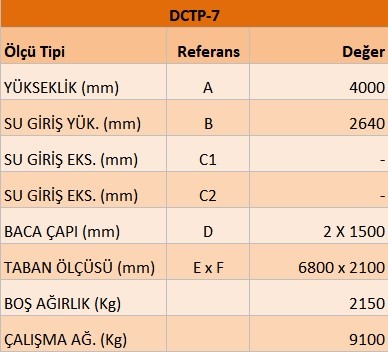 DCTP-7
Ölçü Tipi Referans Değer
YÜKSEKLİK (mm) A 4000
SU GİRİŞ YÜK. (mm) B 2640
SU GİRİŞ EKS. (mm) C1 -
SU GİRİŞ EKS. (mm) C2 -
BACA ÇAPI (mm) D 2 X 1500
TABAN ÖLÇÜSÜ (mm) E x F 6800 x 2100
BOŞ AĞIRLIK (Kg) 2150
ÇALIŞMA AĞ. (Kg) 9100